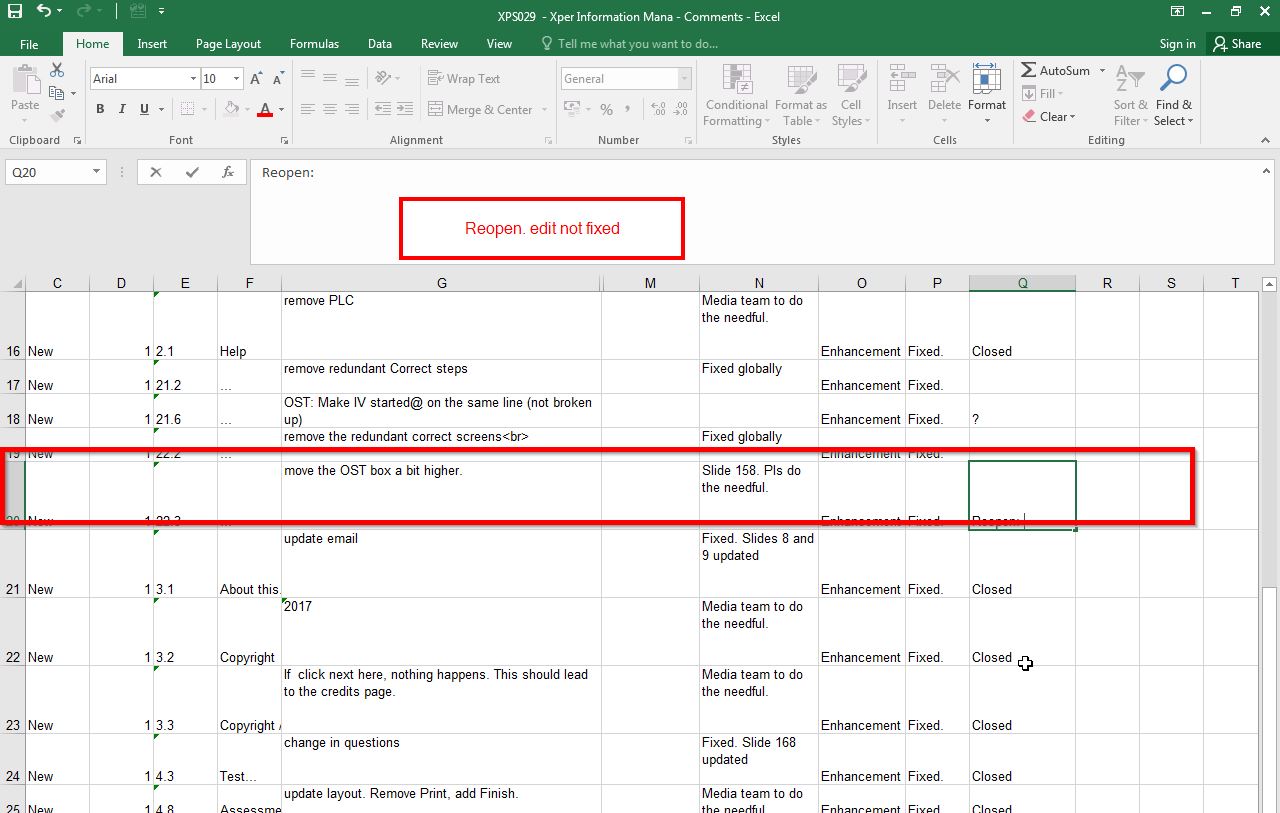 XPS029 - Xper Information Mana - Comments - Excel
File Home Insert Page Layout Formulas Data Review View Tell me what you want to do... Sign in Share
Paste
Arial 10
B I U A
Wrap Text
Merge & Center
General
%
Conditional Formatting
Format as Table
Cell Styles
Insert Delete Format
AutoSum
Fill
Clear
Sort & Filter
Find & Select
Clipboard Font Alignment Number Styles Cells Editing
Q20 fx Reopen:
Reopen. edit not fixed
C D E F G M N O P Q R S T
remove PLC Media team to do
the needful.
16 New 1 2.1 Help Enhancement Fixed. Closed
remove redundant Correct steps Fixed globally
17 New 1 21.2 ... Enhancement Fixed.
OST: Make IV started@ on the same line (not broken
18 New 1 21.6 ... up) Enhancement Fixed. ?
remove the redundant correct screens<br> Fixed globally
19 New 1 22.2 ... Enhancement Fixed.
move the OST box a bit higher. Slide 158. Pls do
the needful.
20 New 1 22.3 ... Enhancement Fixed. Reopen:
update email Fixed. Slides 8 and
9 updated
21 New 1 3.1 About this. Enhancement Fixed. Closed
2017 Media team to do
the needful.
22 New 1 3.2 Copyright Enhancement Fixed. Closed
If click next here, nothing happens. This should lead Media team to do
to the credits page. the needful.
23 New 1 3.3 Copyright / Enhancement Fixed. Closed
change in questions Fixed. Slide 168
updated
24 New 1 4.3 Test... Enhancement Fixed. Closed
update layout. Remove Print, add Finish. Media team to do
25 New 1 4.8 Assessme the needful. Enhancement Fixed. Closed